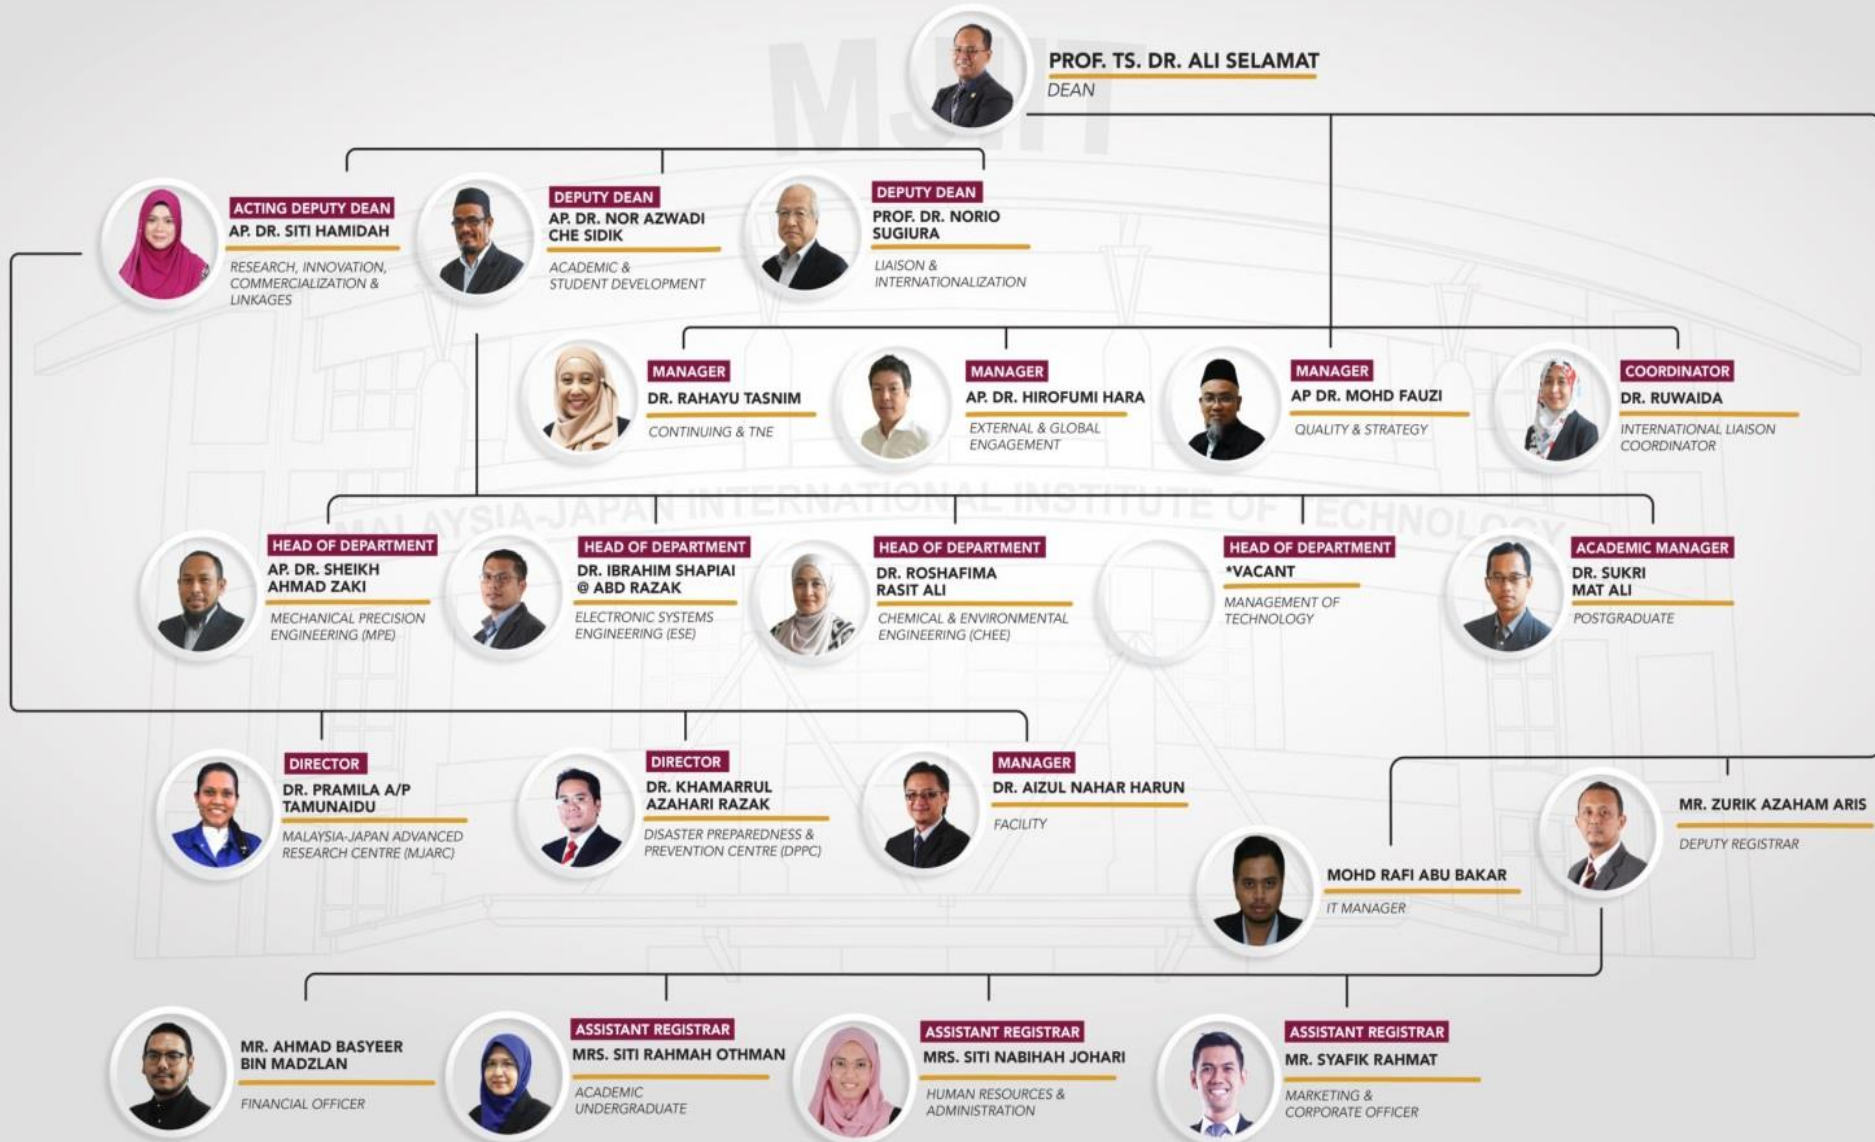 MJIIT
PROF. TS. DR. ALI SELAMAT
DEAN
ACTING DEPUTY DEAN
AP. DR. SITI HAMIDAH
RESEARCH, INNOVATION,
COMMERCIALIZATION &
LINKAGES
DEPUTY DEAN
AP. DR. NOR AZWADI
CHE SIDIK
ACADEMIC &
STUDENT DEVELOPMENT
DEPUTY DEAN
PROF. DR. NORIO
SUGIURA
LIAISON &
INTERNATIONALIZATION
MANAGER
DR. RAHAYU TASNIM
CONTINUING & TNE
MANAGER
AP. DR. HIROFUMI HARA
EXTERNAL & GLOBAL
ENGAGEMENT
MANAGER
AP DR. MOHD FAUZI
QUALITY & STRATEGY
COORDINATOR
DR. RUWAIDA
INTERNATIONAL LIAISON
COORDINATOR
MALAYSIA-JAPAN INTERNATIONAL INSTITUTE OF TECHNOLOGY
HEAD OF DEPARTMENT
AP. DR. SHEIKH
AHMAD ZAKI
MECHANICAL PRECISION
ENGINEERING (MPE)
HEAD OF DEPARTMENT
DR. IBRAHIM SHAPIAI
@ ABD RAZAK
ELECTRONIC SYSTEMS
ENGINEERING (ESE)
HEAD OF DEPARTMENT
DR. ROSHAFIMA
RASIT ALI
CHEMICAL & ENVIRONMENTAL
ENGINEERING (CHEE)
HEAD OF DEPARTMENT
*VACANT
MANAGEMENT OF
TECHNOLOGY
ACADEMIC MANAGER
DR. SUKRI
MAT ALI
POSTGRADUATE
DIRECTOR
DR. PRAMILA A/P
TAMUNAIDU
MALAYSIA-JAPAN ADVANCED
RESEARCH CENTRE (MJARC)
DIRECTOR
DR. KHAMARRUL
AZAHARI RAZAK
DISASTER PREPAREDNESS &
PREVENTION CENTRE (DPPC)
MANAGER
DR. AIZUL NAHAR HARUN
FACILITY
MOHD RAFI ABU BAKAR
IT MANAGER
MR. ZURIK AZAHAM ARIS
DEPUTY REGISTRAR
MR. AHMAD BASYEER
BIN MADZLAN
FINANCIAL OFFICER
ASSISTANT REGISTRAR
MRS. SITI RAHMAH OTHMAN
ACADEMIC
UNDERGRADUATE
ASSISTANT REGISTRAR
MRS. SITI NABIHAH JOHARI
HUMAN RESOURCES &
ADMINISTRATION
ASSISTANT REGISTRAR
MR. SYAFIK RAHMAT
MARKETING &
CORPORATE OFFICER